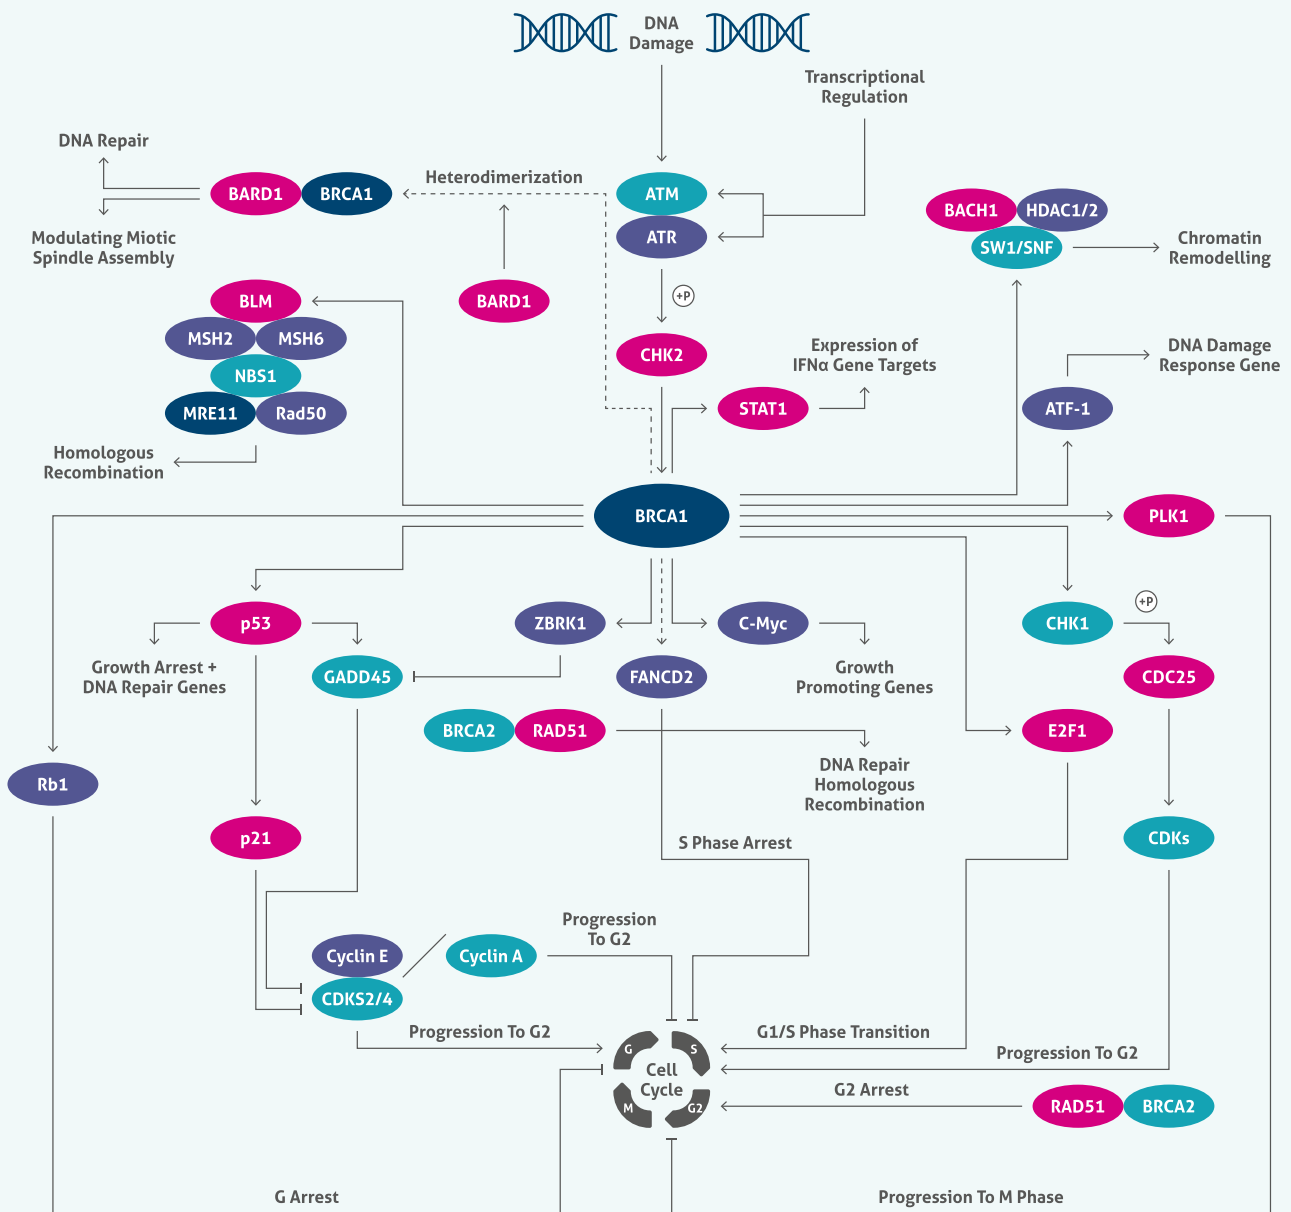 DNA
Damage
Transcriptional
Regulation
DNA Repair
Heterodimerization
BARD1
BRCA1
ATM
ATR
BACH1
HDAC1/2
SW1/SNF
Chromatin
Remodelling
Modulating Miotic
Spindle Assembly
BLM
BARD1
+P
MSH2
MSH6
NBS1
MRE11
Rad50
CHK2
Expression of
IFNα Gene Targets
DNA Damage
Response Gene
STAT1
ATF-1
Homologous
Recombination
BRCA1
PLK1
p53
ZBRK1
C-Myc
CHK1
+P
Growth Arrest +
DNA Repair Genes
GADD45
FANCD2
Growth
Promoting Genes
CDC25
BRCA2
RAD51
E2F1
DNA Repair
Homologous
Recombination
Rb1
p21
S Phase Arrest
CDKs
Cyclin E
Cyclin A
Progression
To G2
CDKS2/4
Progression To G2
G1/S Phase Transition
Progression To G2
G
S
Cell
Cycle
M
G2
G2 Arrest
RAD51
BRCA2
G Arrest
Progression To M Phase